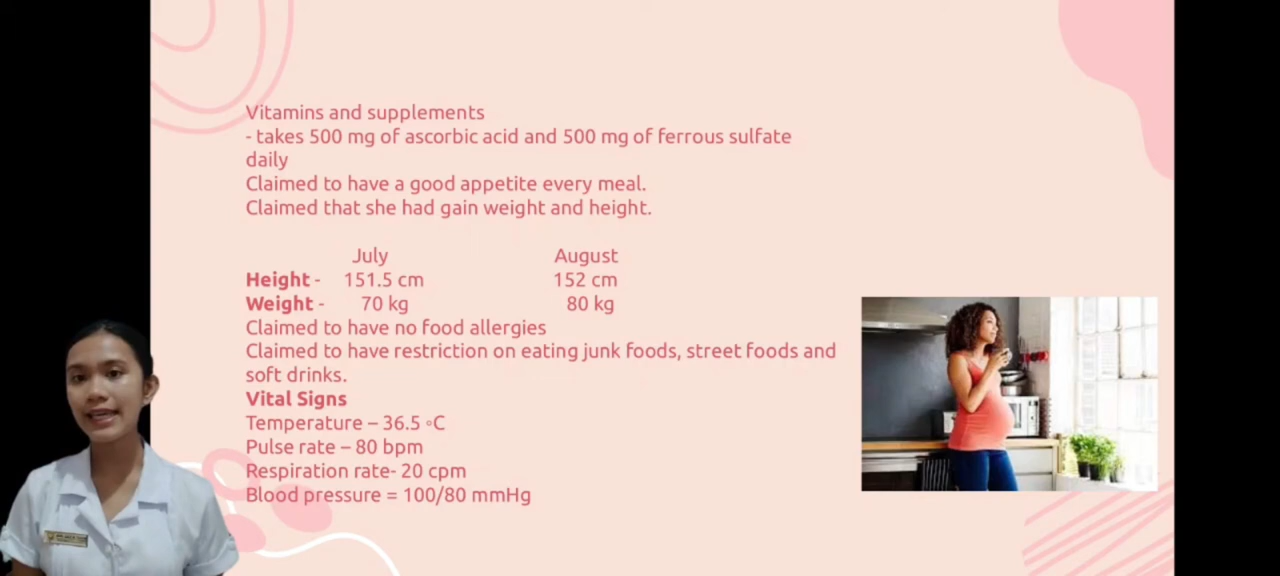 Vitamins and supplements
- takes 500 mg of ascorbic acid and 500 mg of ferrous sulfate
daily
Claimed to have a good appetite every meal.
Claimed that she had gain weight and height.
July August
Height - 151.5 cm 152 cm
Weight - 70 kg 80 kg
Claimed to have no food allergies
Claimed to have restriction on eating junk foods, street foods and
soft drinks.
Vital Signs
Temperature – 36.5 ◦C
Pulse rate – 80 bpm
Respiration rate- 20 cpm
Blood pressure = 100/80 mmHg